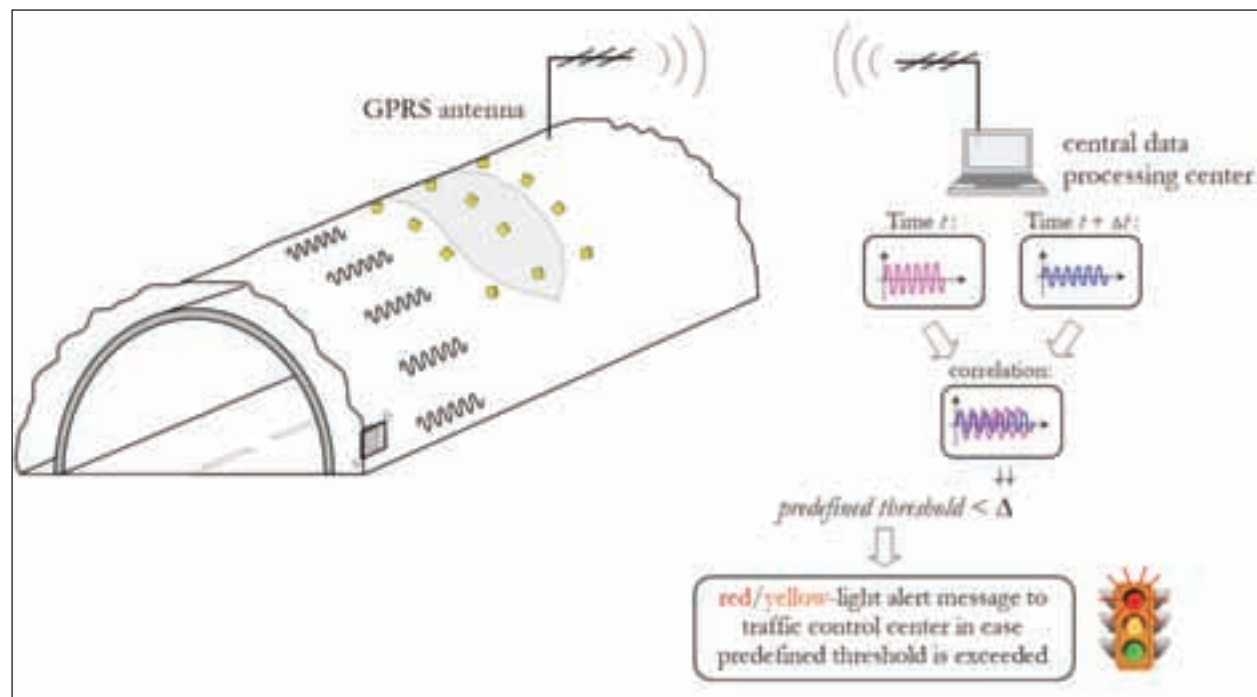 GPRS antenna
central data
processing center
Time t:
Time t + Δt:
correlation:
predefined threshold < Δ
red/yellow-light alert message to
traffic control center in case
predefined threshold is exceeded